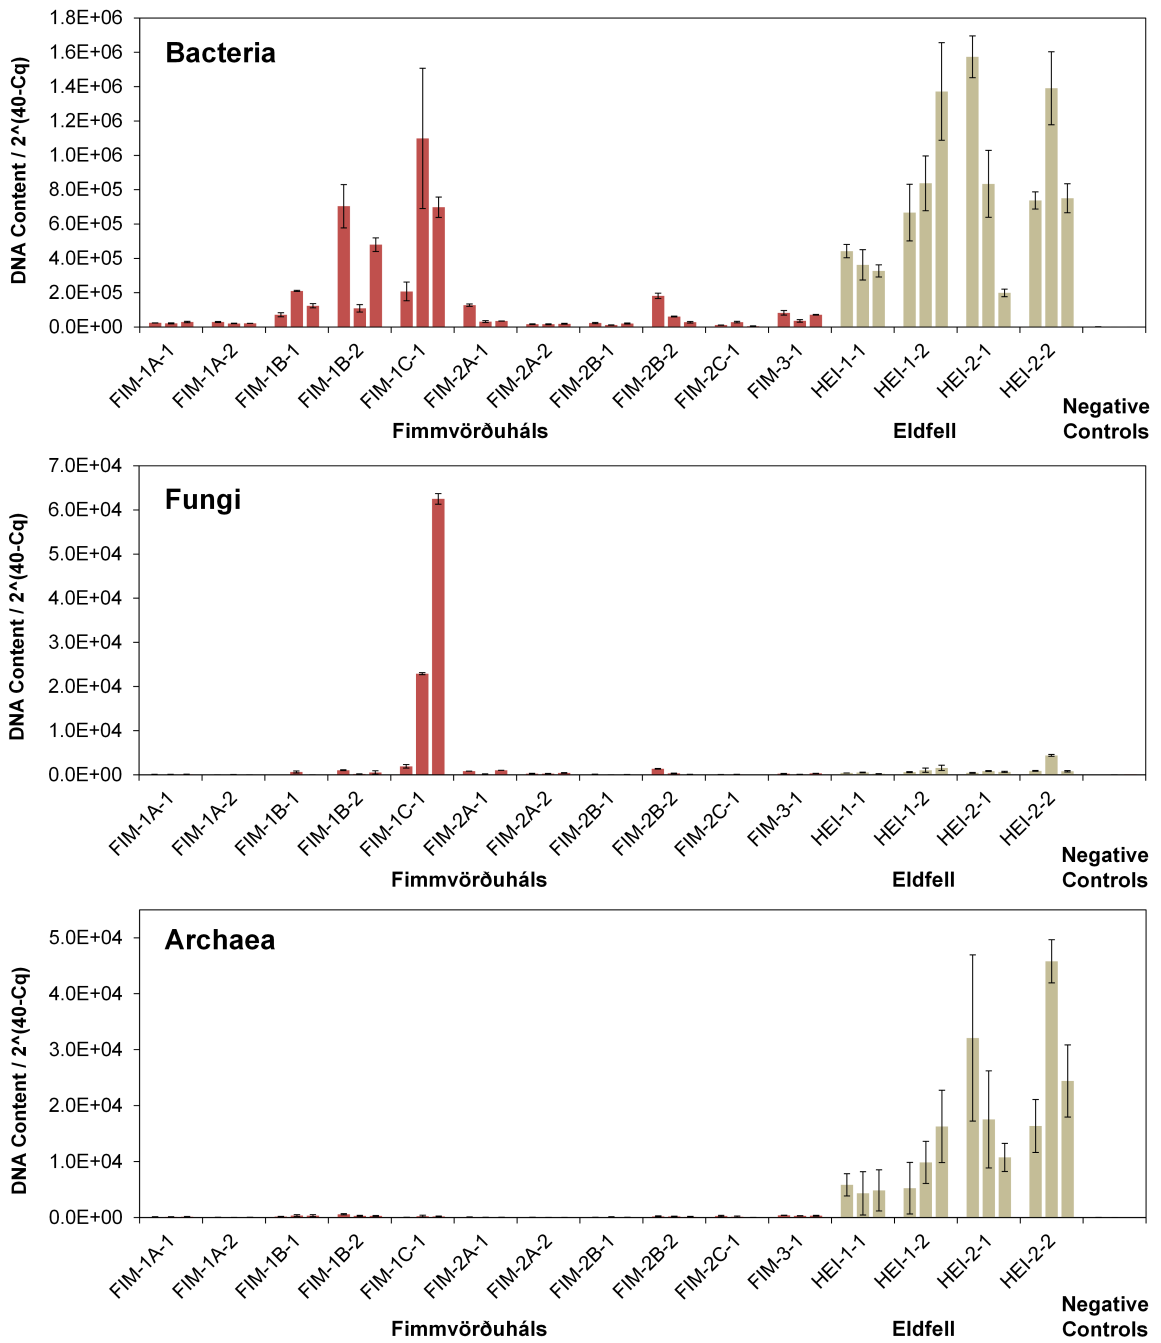 Bacteria
DNA Content / 2^(40-Cq)
1.8E+06
1.6E+06
1.4E+06
1.2E+06
1.0E+06
8.0E+05
6.0E+05
4.0E+05
2.0E+05
0.0E+00
FIM-1A-1
FIM-1A-2
FIM-1B-1
FIM-1B-2
FIM-1C-1
FIM-2A-1
FIM-2A-2
FIM-2B-1
FIM-2B-2
FIM-2C-1
FIM-3-1
HEI-1-1
HEI-1-2
HEI-2-1
HEI-2-2
Fimmvörðuháls
Eldfell
Negative
Controls
Fungi
DNA Content / 2^(40-Cq)
7.0E+04
6.0E+04
5.0E+04
4.0E+04
3.0E+04
2.0E+04
1.0E+04
0.0E+00
FIM-1A-1
FIM-1A-2
FIM-1B-1
FIM-1B-2
FIM-1C-1
FIM-2A-1
FIM-2A-2
FIM-2B-1
FIM-2B-2
FIM-2C-1
FIM-3-1
HEI-1-1
HEI-1-2
HEI-2-1
HEI-2-2
Fimmvörðuháls
Eldfell
Negative
Controls
Archaea
DNA Content / 2^(40-Cq)
5.0E+04
4.0E+04
3.0E+04
2.0E+04
1.0E+04
0.0E+00
FIM-1A-1
FIM-1A-2
FIM-1B-1
FIM-1B-2
FIM-1C-1
FIM-2A-1
FIM-2A-2
FIM-2B-1
FIM-2B-2
FIM-2C-1
FIM-3-1
HEI-1-1
HEI-1-2
HEI-2-1
HEI-2-2
Fimmvörðuháls
Eldfell
Negative
Controls